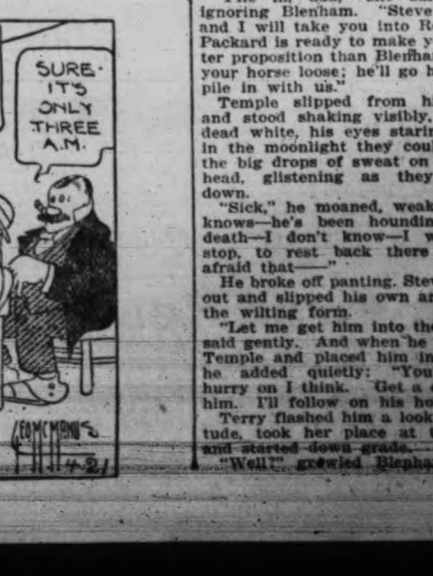 SURE-
IT'S
ONLY
THREE
A.M.
GEO McMANUS
4-21
ignoring Blenham. "Steve
and I will take you into
Packard is ready to make y
ter proposition than Blenham
your horse loose; he'll go h
pile in with us."
Temple slipped from h
and stood shaking visibly,
dead white, his eyes starin
in the moonlight they cou
the big drops of sweat on
head, glistening as they
down.
"Sick," he moaned, weak
knows—he's been houndin
death—I don't know—I w
stop, to rest back there
afraid that——"
He broke off panting. Stev
out and slipped his own ar
the wilting form.
"Let me get him into the
said gently. And when he
Temple and placed him in
he added quietly: "You
hurry on I think. Get a
him. I'll follow on his ho
Terry flashed him a look
tude, took her place at t
and started down grade.
"Well?" growled Blenha